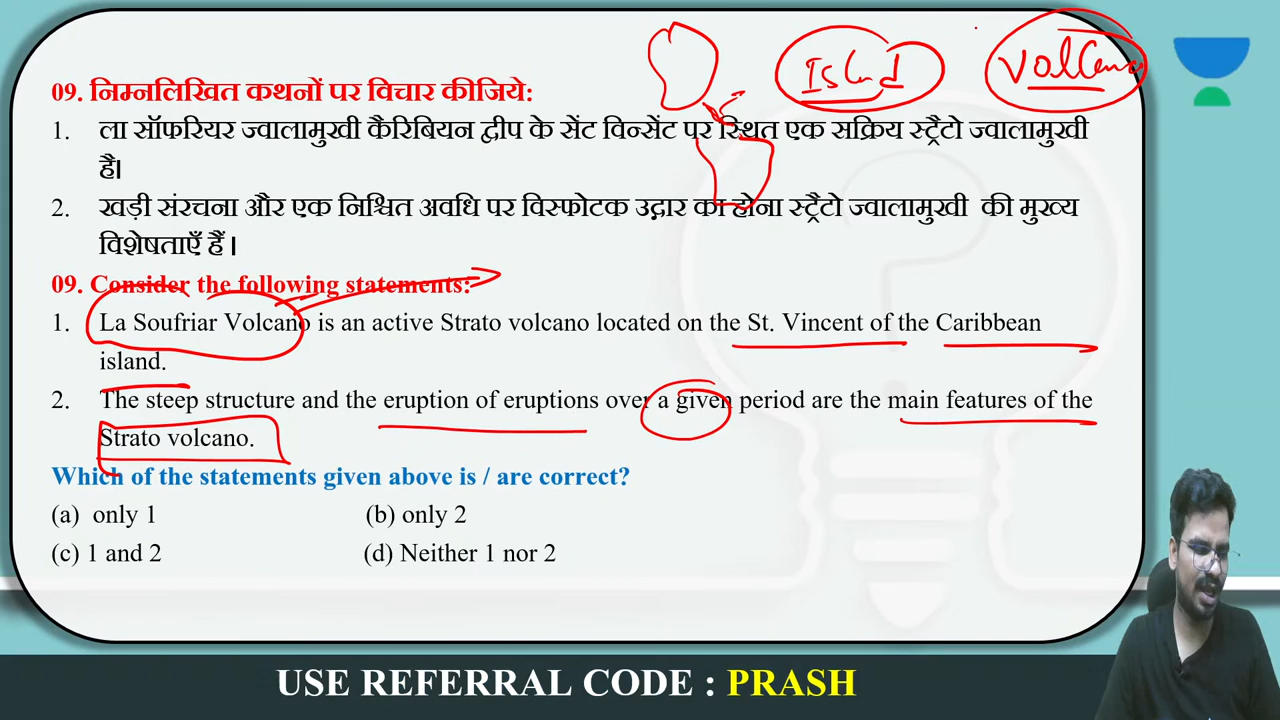 Islnd
Volcano
09. निम्नलिखित कथनों पर विचार कीजिये:
1. ला सॉफरियर ज्वालामुखी कैरिबियन द्वीप के सेंट विन्सेंट पर स्थित एक सक्रिय स्ट्रैटो ज्वालामुखी
है।
2. खड़ी संरचना और एक निश्चित अवधि पर विस्फोटक उद्गार का होना स्ट्रैटो ज्वालामुखी की मुख्य
विशेषताएँ हैं।
09. Consider the following statements:
1. La Soufriar Volcano is an active Strato volcano located on the St. Vincent of the Caribbean
island.
2. The steep structure and the eruption of eruptions over a given period are the main features of the
Strato volcano.
Which of the statements given above is / are correct?
(a) only 1 (b) only 2
(c) 1 and 2 (d) Neither 1 nor 2
USE REFERRAL CODE : PRASH